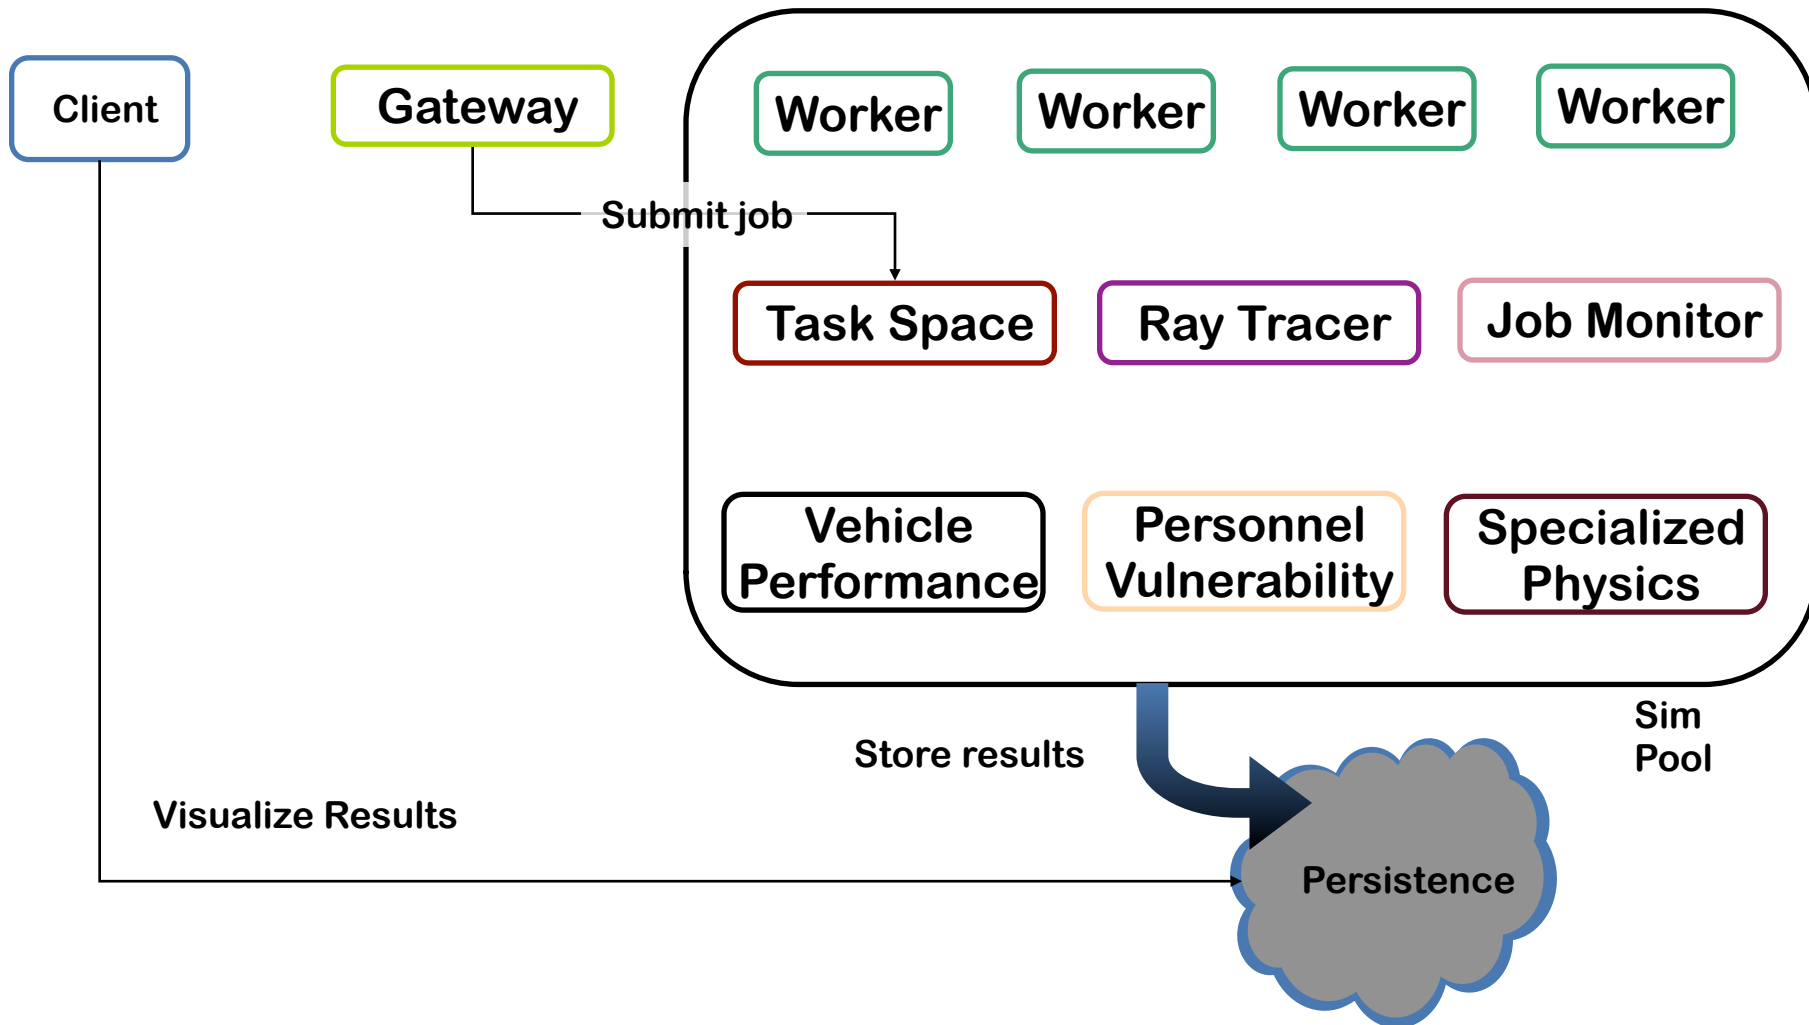 Client
Gateway
Worker
Worker
Worker
Worker
Submit job
Task Space
Ray Tracer
Job Monitor
Vehicle
Performance
Personnel
Vulnerability
Specialized
Physics
Sim
Pool
Store results
Visualize Results
Persistence